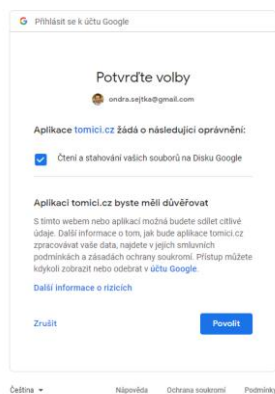 Přihlásit se k účtu Google
Potvrďte volby
ondra.sejtka@gmail.com
Aplikace tomici.cz žádá o následující oprávnění:
Čtení a stahování vašich souborů na Disku Google
Aplikaci tomici.cz byste měli důvěřovat
S tímto webem nebo aplikací možná budete sdílet citlivé
údaje. Další informace o tom, jak bude aplikace tomici.cz
zpracovávat vaše data, najdete v jejích smluvních
podmínkách a zásadách ochrany soukromí. Přístup můžete
kdykoli zobrazit nebo odebrat v účtu Google.
Další informace o rizicích
Zrušit
Povolit
Čeština
Nápověda
Ochrana soukromí
Podmínky